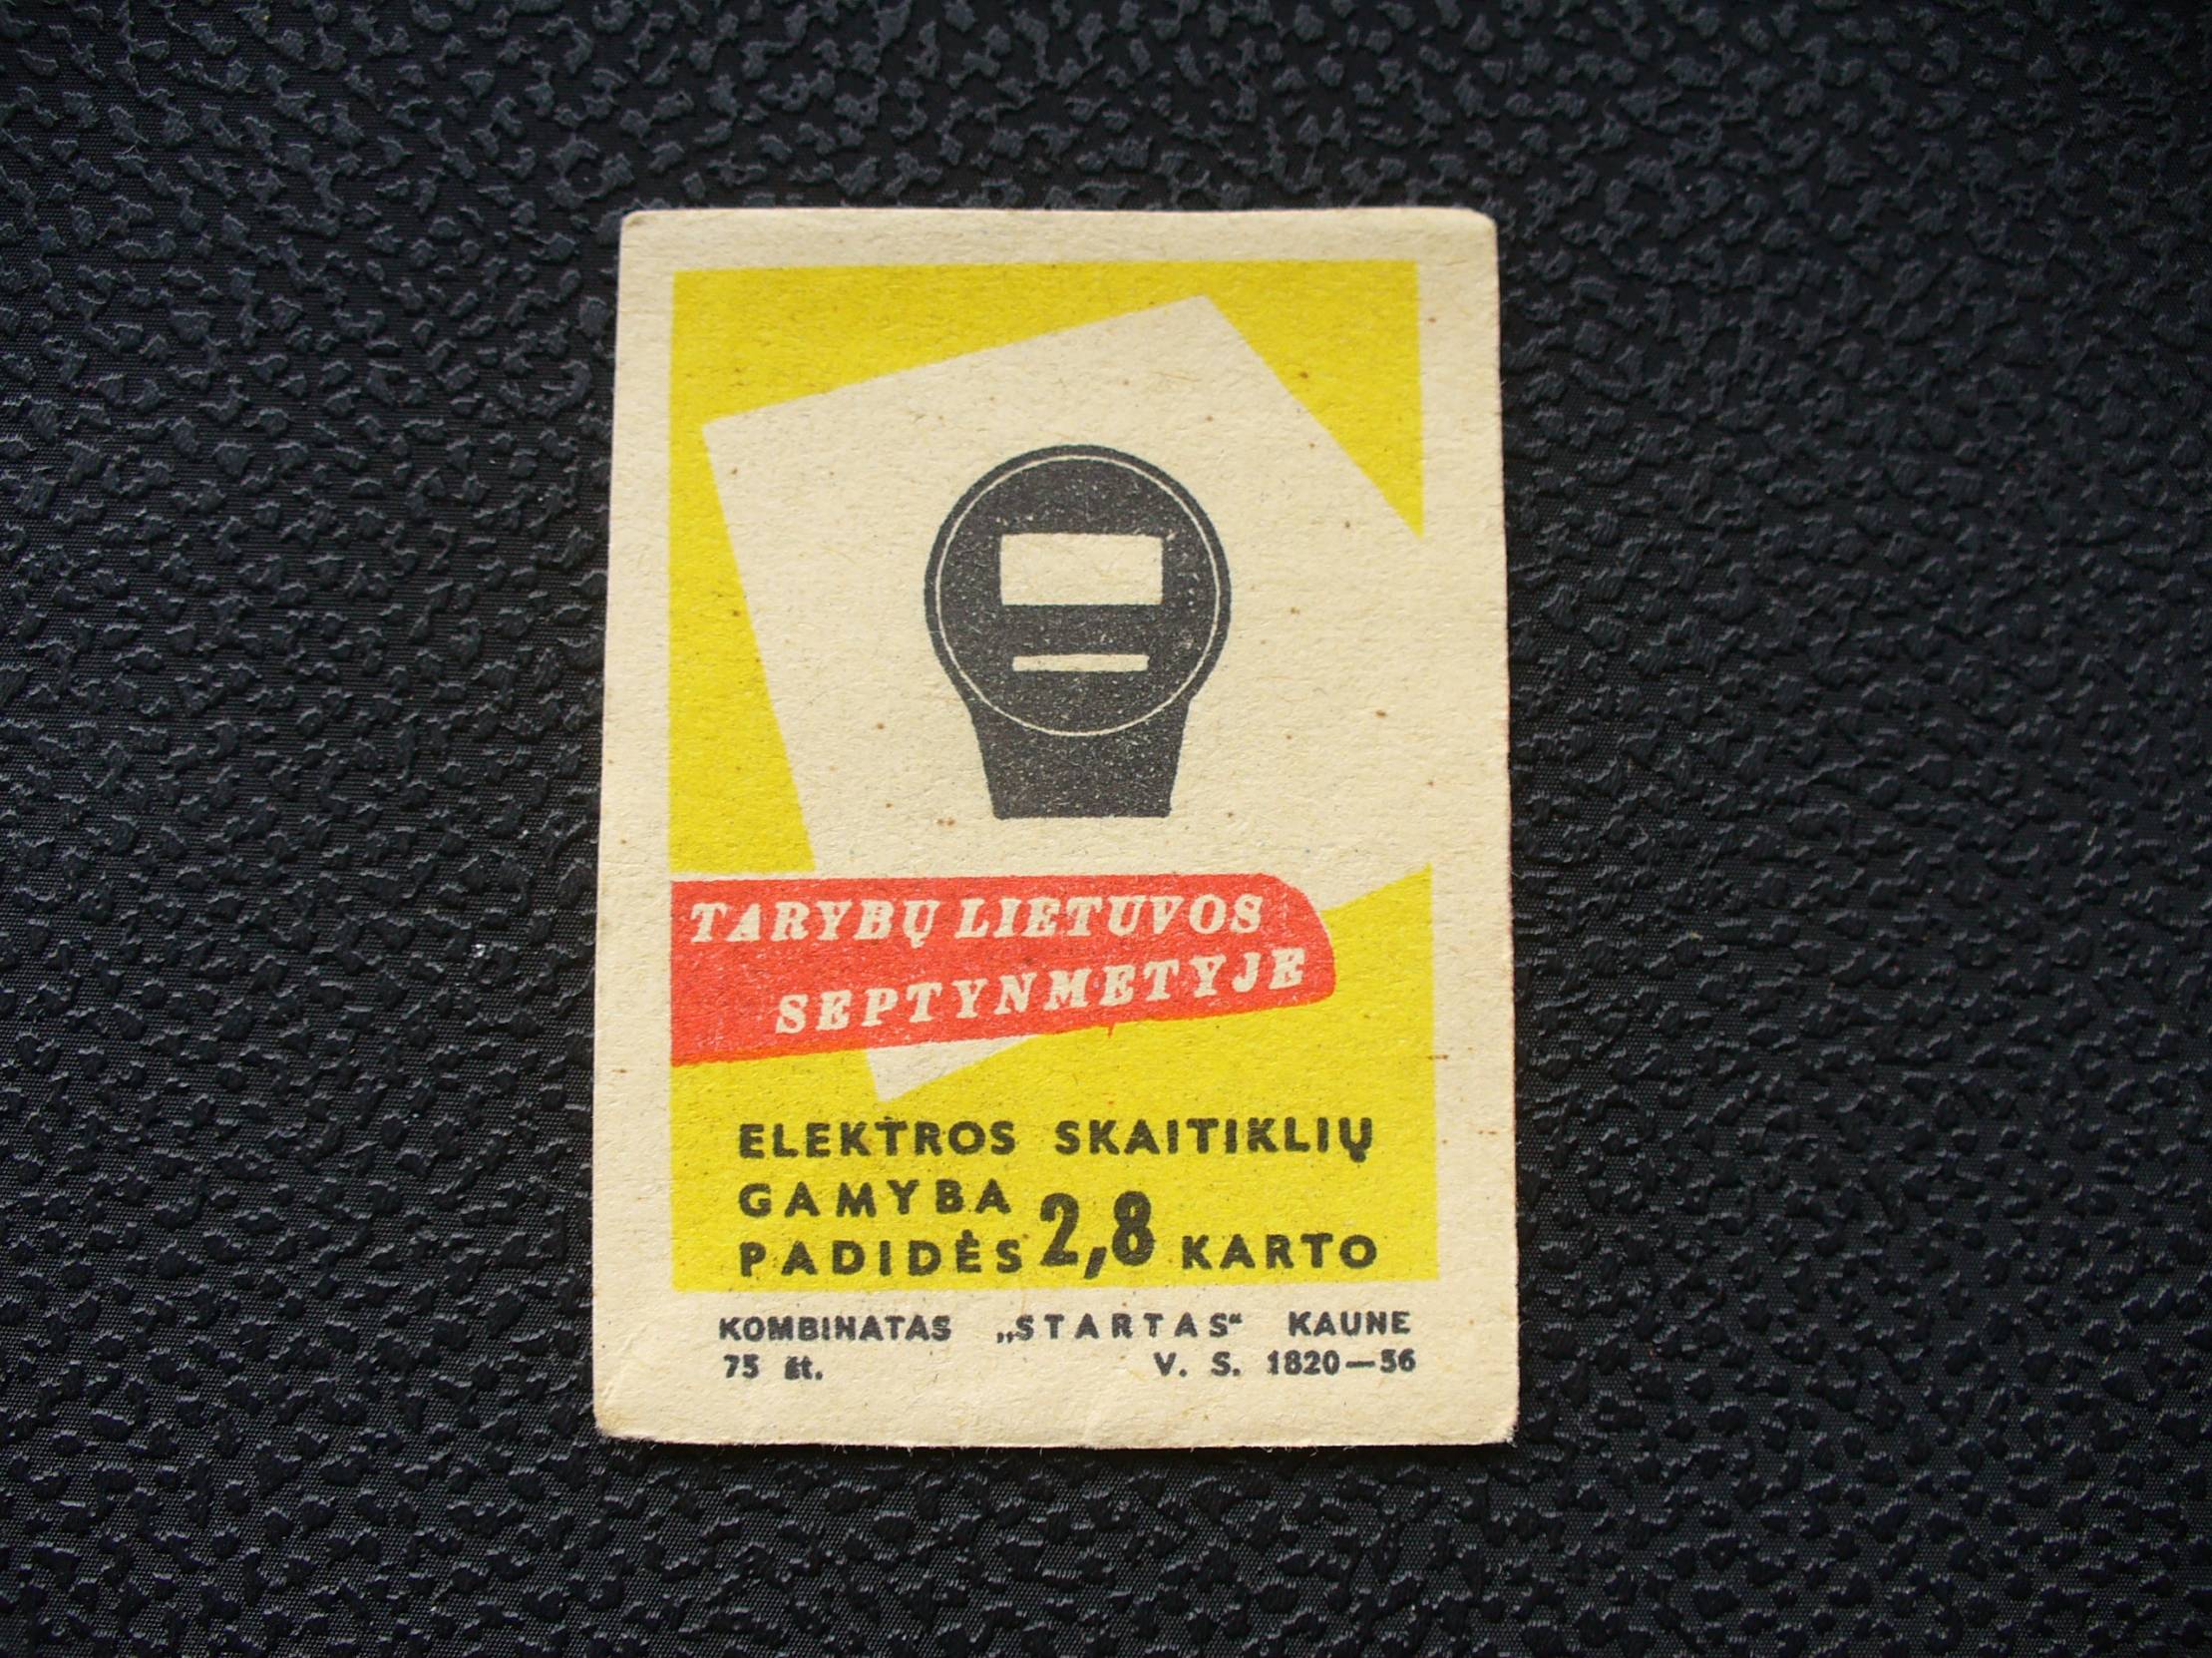 TARYBŲ LIETUVOS
SEPTYNMETYJE
ELEKTROS SKAITIKLIŲ
GAMYBA
PADIDĖS 2,8 KARTO
KOMBINATAS „STARTAS“ KAUNE
75 št. V. S. 1820—56